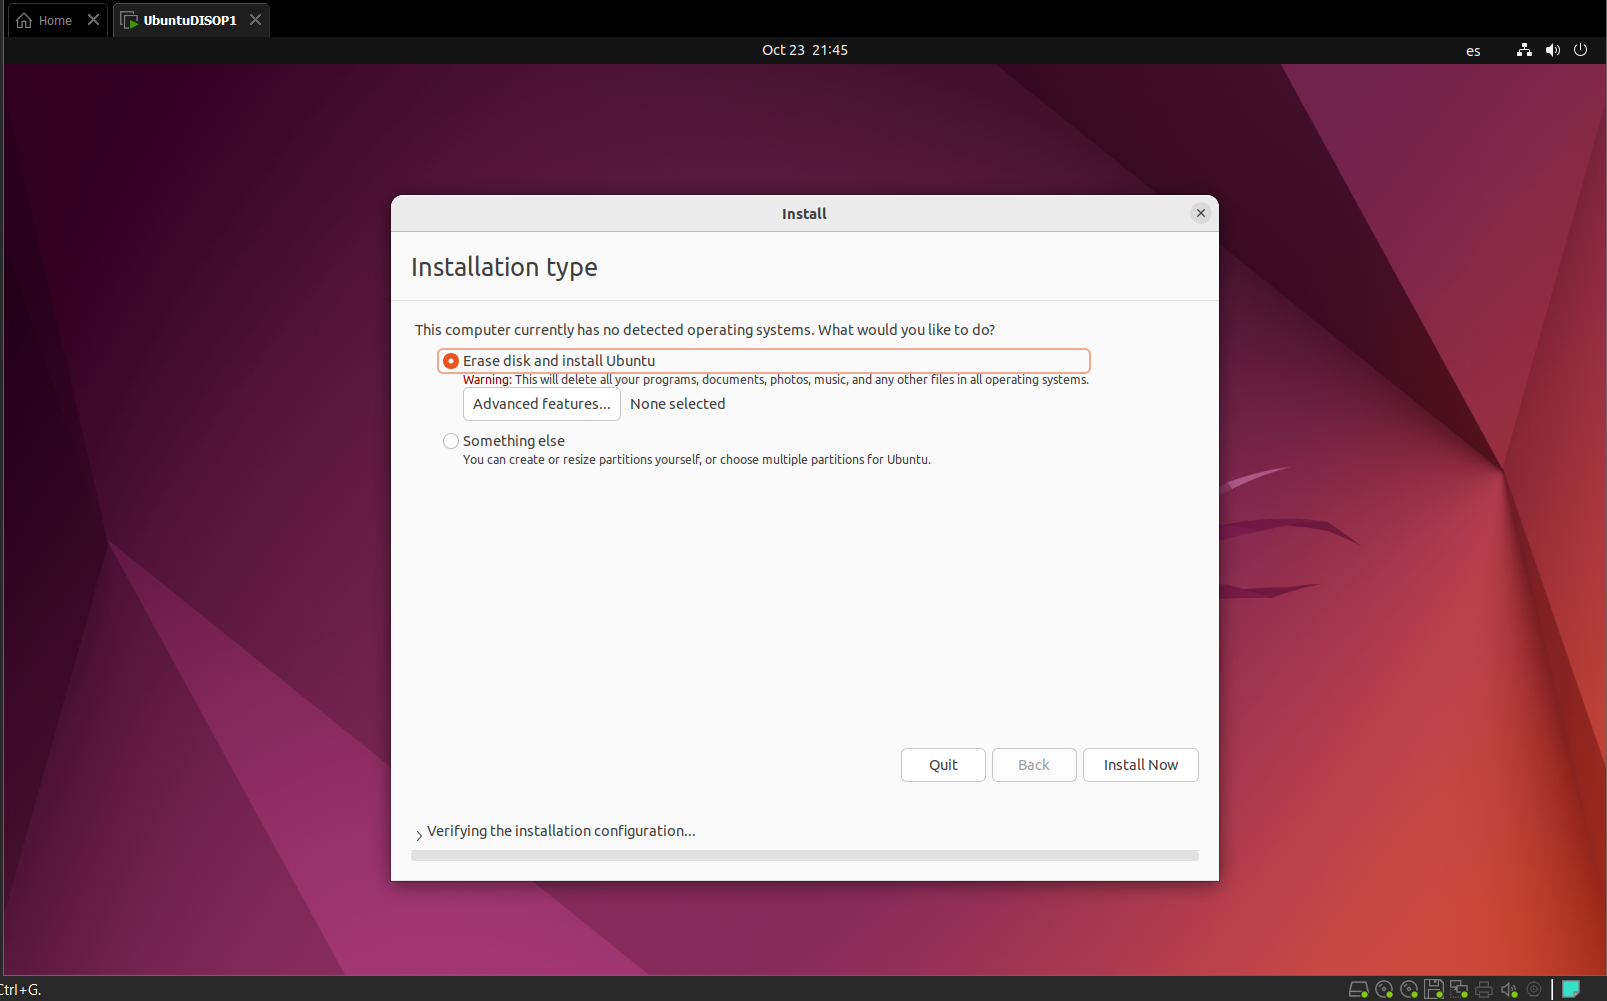 Home
UbuntuDISOP1
Oct 23 21:45
es
Install
Installation type
This computer currently has no detected operating systems. What would you like to do?
Erase disk and install Ubuntu
Warning: This will delete all your programs, documents, photos, music, and any other files in all operating systems.
Advanced features... None selected
Something else
You can create or resize partitions yourself, or choose multiple partitions for Ubuntu.
Quit Back Install Now
Verifying the installation configuration...
Ctrl+G.